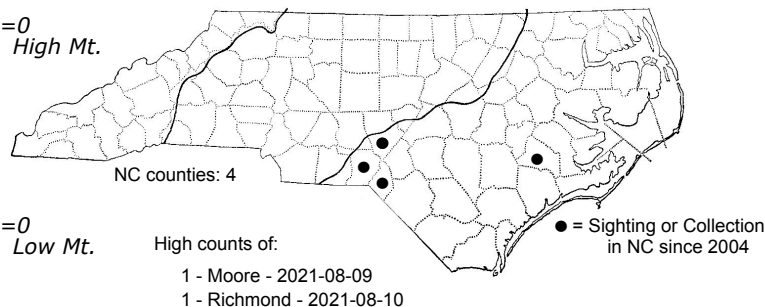 =0
High Mt.
NC counties: 4
=0
Low Mt.
High counts of:
1 - Moore - 2021-08-09
1 - Richmond - 2021-08-10
● = Sighting or Collection
in NC since 2004